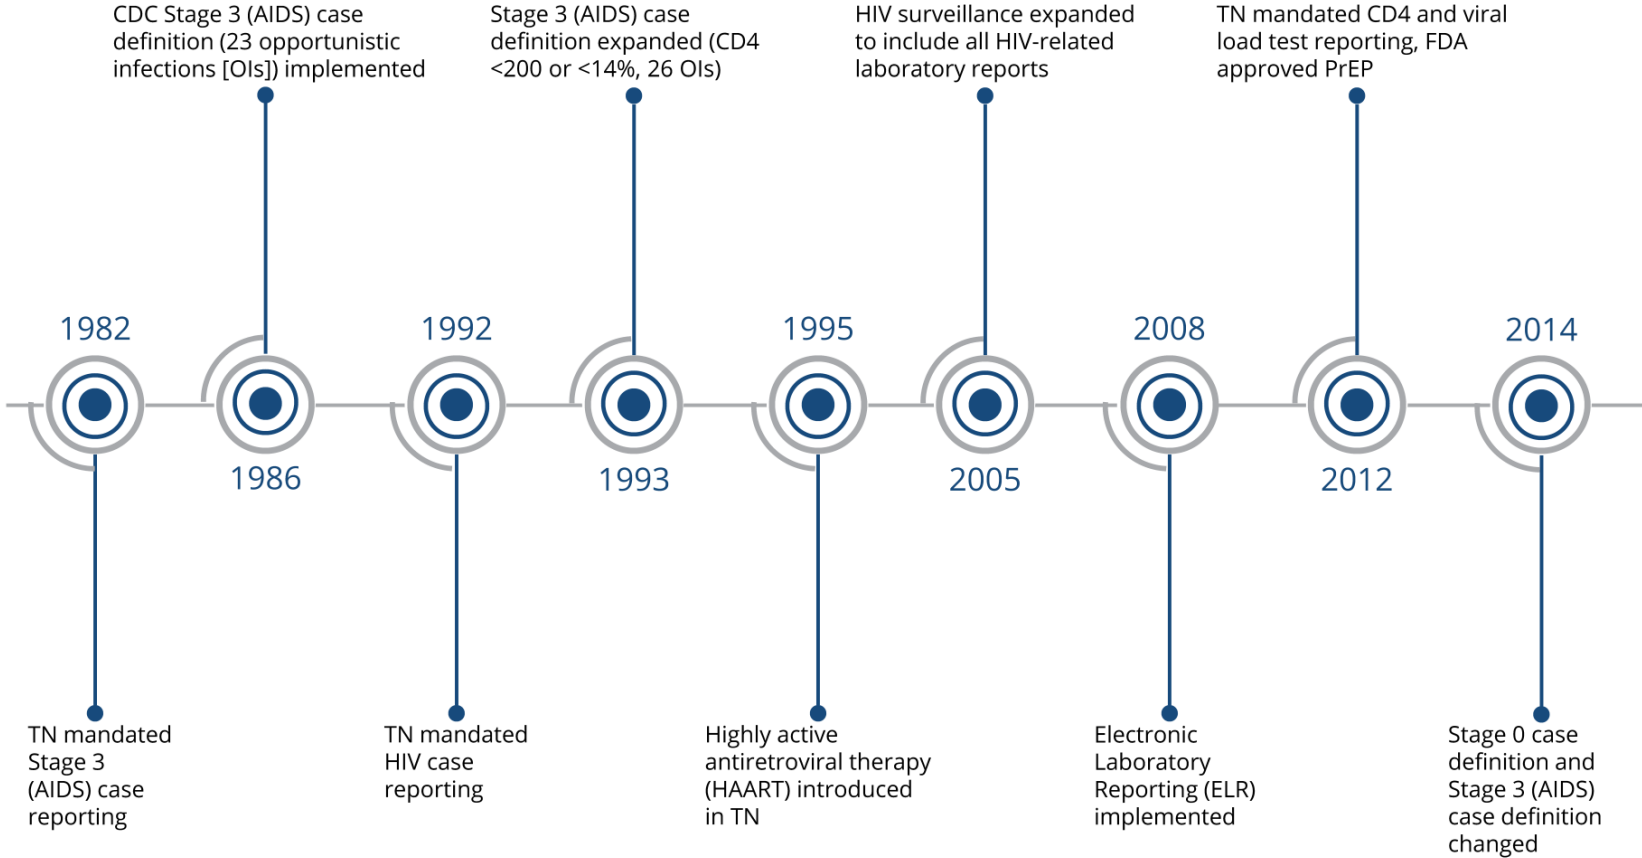 CDC Stage 3 (AIDS) case
definition (23 opportunistic
infections [OIs]) implemented
Stage 3 (AIDS) case
definition expanded (CD4
<200 or <14%, 26 OIs)
HIV surveillance expanded
to include all HIV-related
laboratory reports
TN mandated CD4 and viral
load test reporting, FDA
approved PrEP
1982
1992
1995
2008
2014
1986
1993
2005
2012
TN mandated
Stage 3
(AIDS) case
reporting
TN mandated
HIV case
reporting
Highly active
antiretroviral therapy
(HAART) introduced
in TN
Electronic
Laboratory
Reporting (ELR)
implemented
Stage 0 case
definition and
Stage 3 (AIDS)
case definition
changed